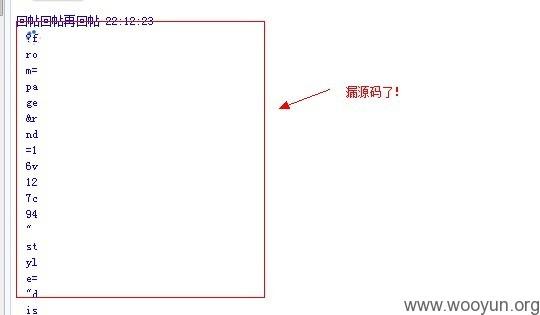 回帖回帖再回帖 22:12:23
?f
ro
m=
pa
ge
&r
nd
=1
6v
12
7c
94
"
st
yl
e=
"d
is
漏源码了!
www.wooyun.org